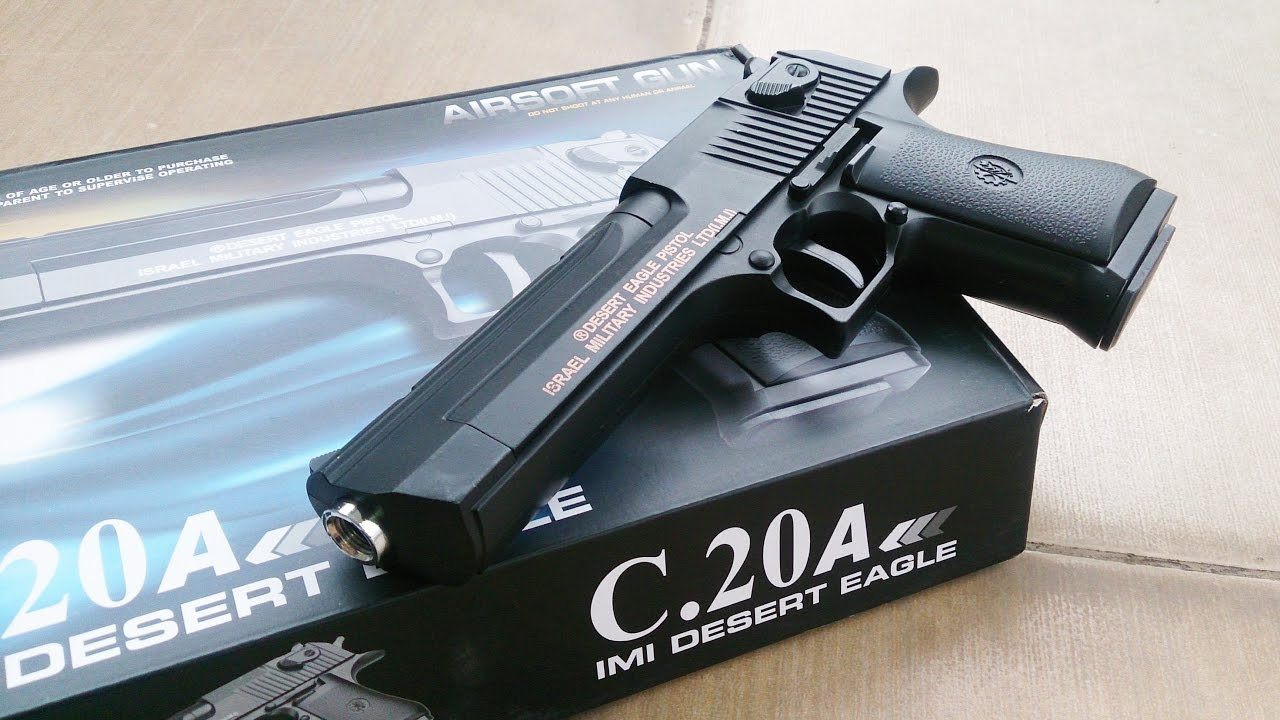 AIRSOFT GUN
DO NOT SHOOT AT ANY HUMAN OR ANIMAL
OF AGE OR OLDER TO PURCHASE
PARENT TO SUPERVISE OPERATING
®DESERT EAGLE PISTOL
ISRAEL MILITARY INDUSTRIES LTD(I.M.I)
®DESERT EAGLE PISTOL
ISRAEL MILITARY INDUSTRIES LTD(I.M.I)
20A
DESERT
C.20A
IMI DESERT EAGLE